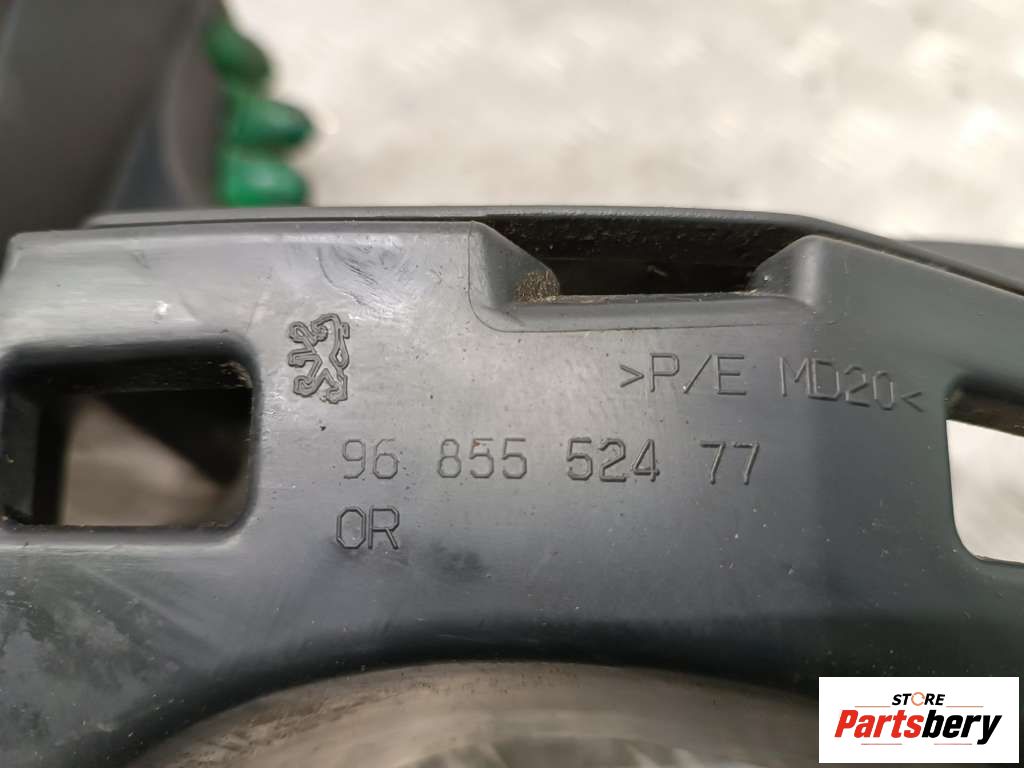 >P/E MD20<
96 855 524 77
OR
STORE
Partsbery